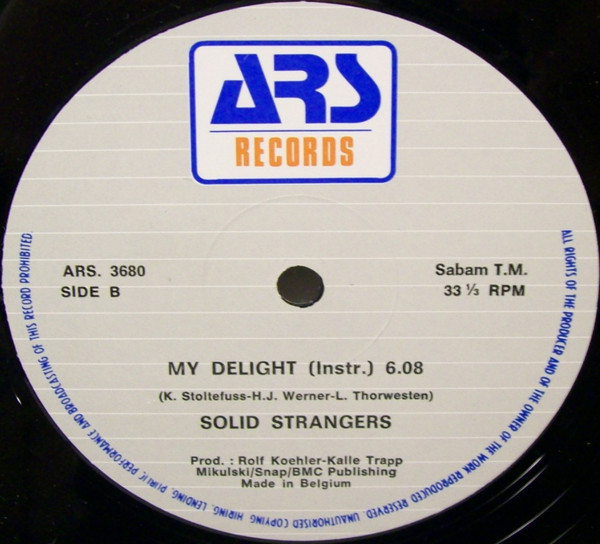 ARS
RECORDS
ARS. 3680
SIDE B
Sabam T.M.
33 ⅓ RPM
MY DELIGHT (Instr.) 6.08
(K. Stoltefuss-H.J. Werner-L. Thorwesten)
SOLID STRANGERS
Prod. : Rolf Koehler-Kalle Trapp
Mikulski/Snap/BMC Publishing
Made in Belgium
ALL RIGHTS OF THE PRODUCER AND OF THE OWNER OF THE WORK REPRODUCED RESERVED. UNAUTHORISED COPYING, HIRING, LENDING, PUBLIC PERFORMANCE AND BROADCASTING OF THIS RECORD PROHIBITED